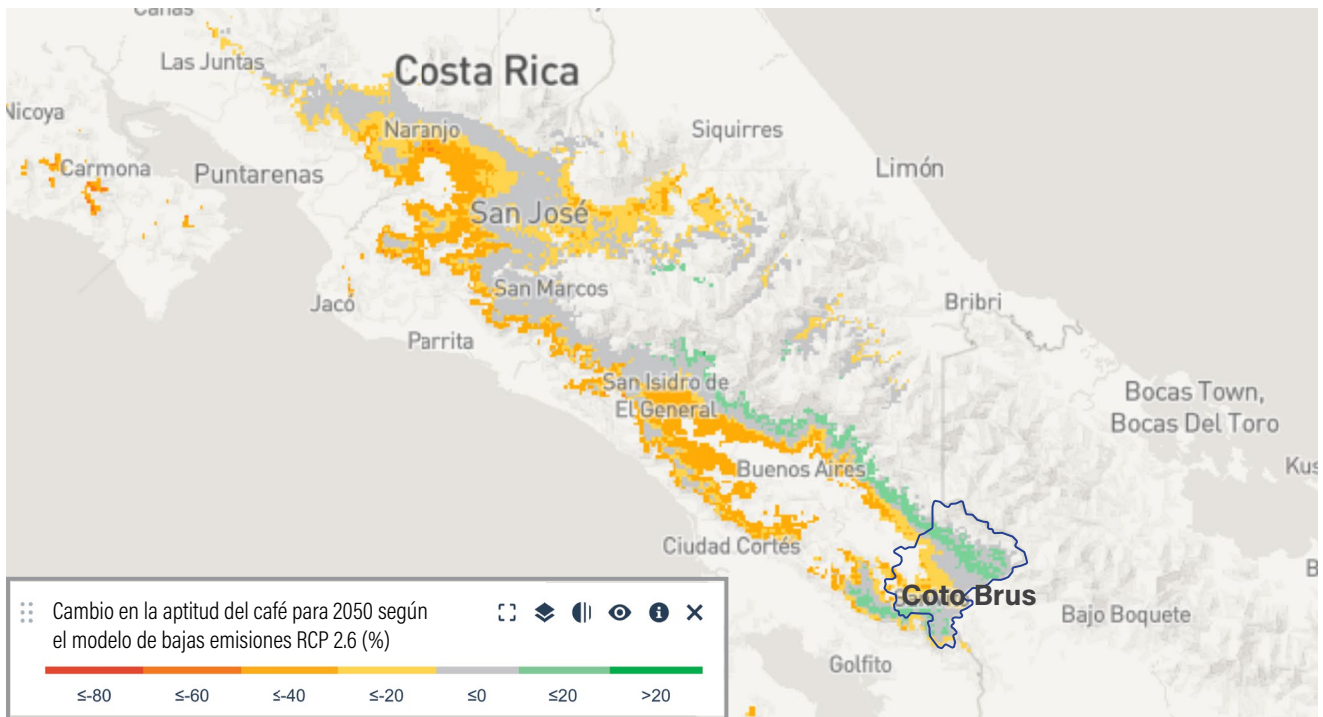 Cañas
Las Juntas
Costa Rica
Nicoya
Naranjo
Siquirres
Carmona
Puntarenas
Limón
San José
San Marcos
Jacó
Bribri
Parrita
San Isidro de
El General
Bocas Town,
Bocas Del Toro
Buenos Aires
Kus
Ciudad Cortés
B
Coto Brus
Bajo Boquete
Golfito
Cambio en la aptitud del café para 2050 según
el modelo de bajas emisiones RCP 2.6 (%)
≤-80 ≤-60 ≤-40 ≤-20 ≤0 ≤20 >20